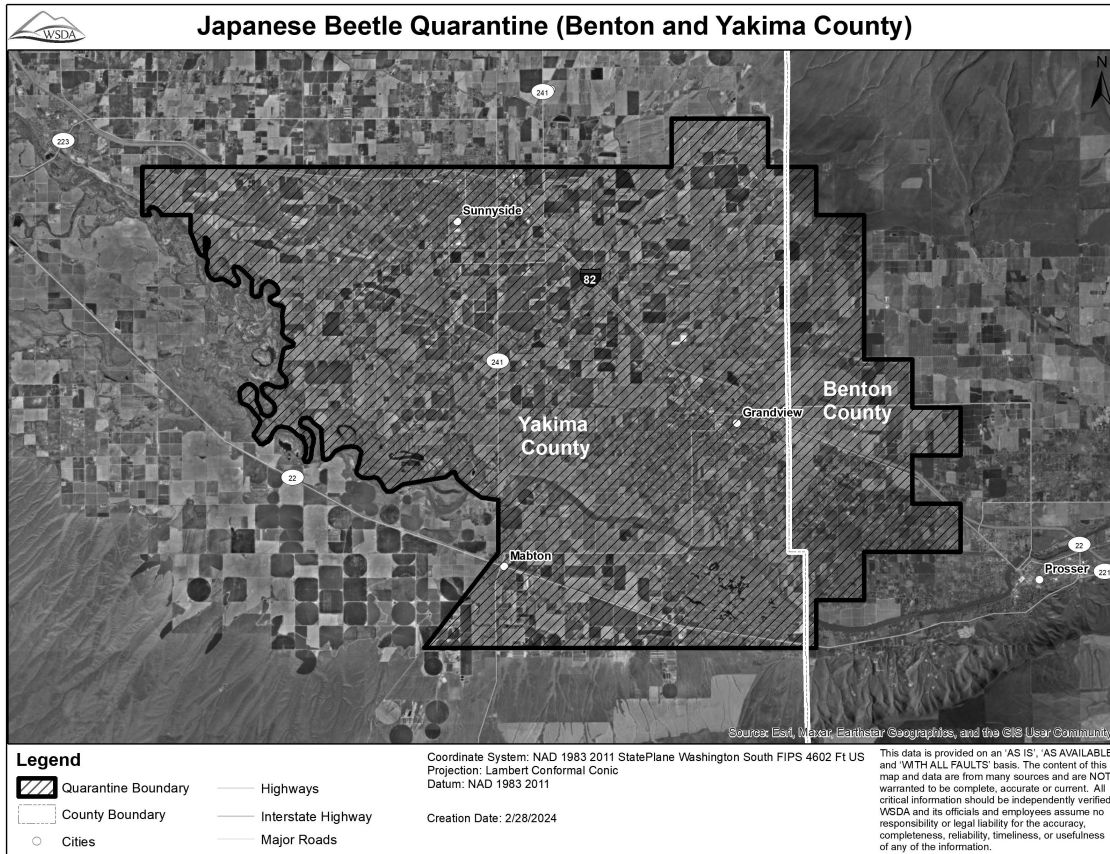 WSDA
Japanese Beetle Quarantine (Benton and Yakima County)
N
241
223
Sunnyside
82
241
Benton
County
Grandview
Yakima
County
22
Mabton
22
Prosser
221
Source: Esri, Maxar, Earthstar Geographics, and the GIS User Community
Legend
Quarantine Boundary
County Boundary
Cities
Highways
Interstate Highway
Major Roads
Coordinate System: NAD 1983 2011 StatePlane Washington South FIPS 4602 Ft US
Projection: Lambert Conformal Conic
Datum: NAD 1983 2011
Creation Date: 2/28/2024
This data is provided on an 'AS IS', 'AS AVAILABLE'
and 'WITH ALL FAULTS' basis. The content of this
map and data are from many sources and are NOT
warranted to be complete, accurate or current. All
critical information should be independently verified.
WSDA and its officials and employees assume no
responsibility or legal liability for the accuracy,
completeness, reliability, timeliness, or usefulness
of any of the information.